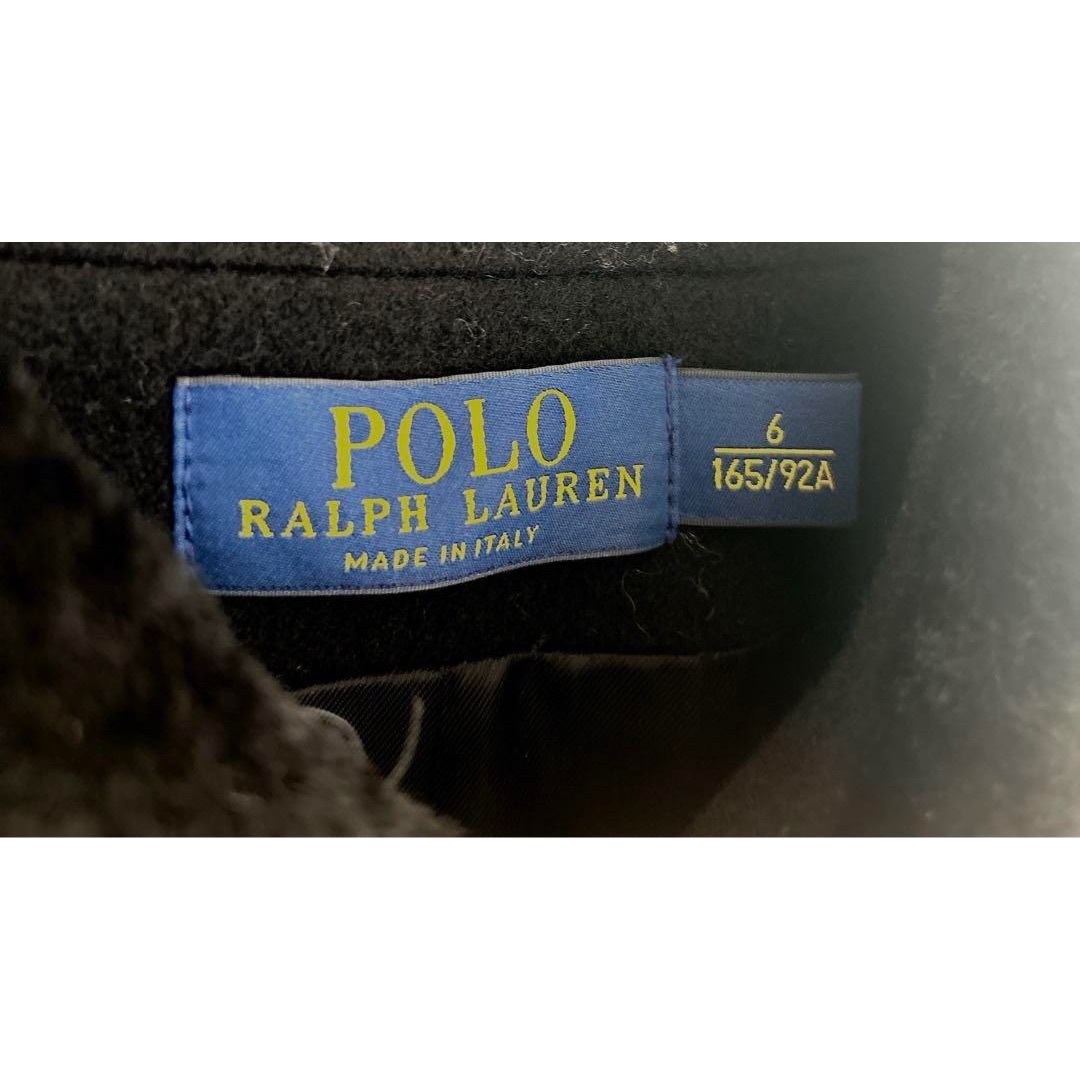 POLO
RALPH LAUREN
MADE IN ITALY
6
165/92A